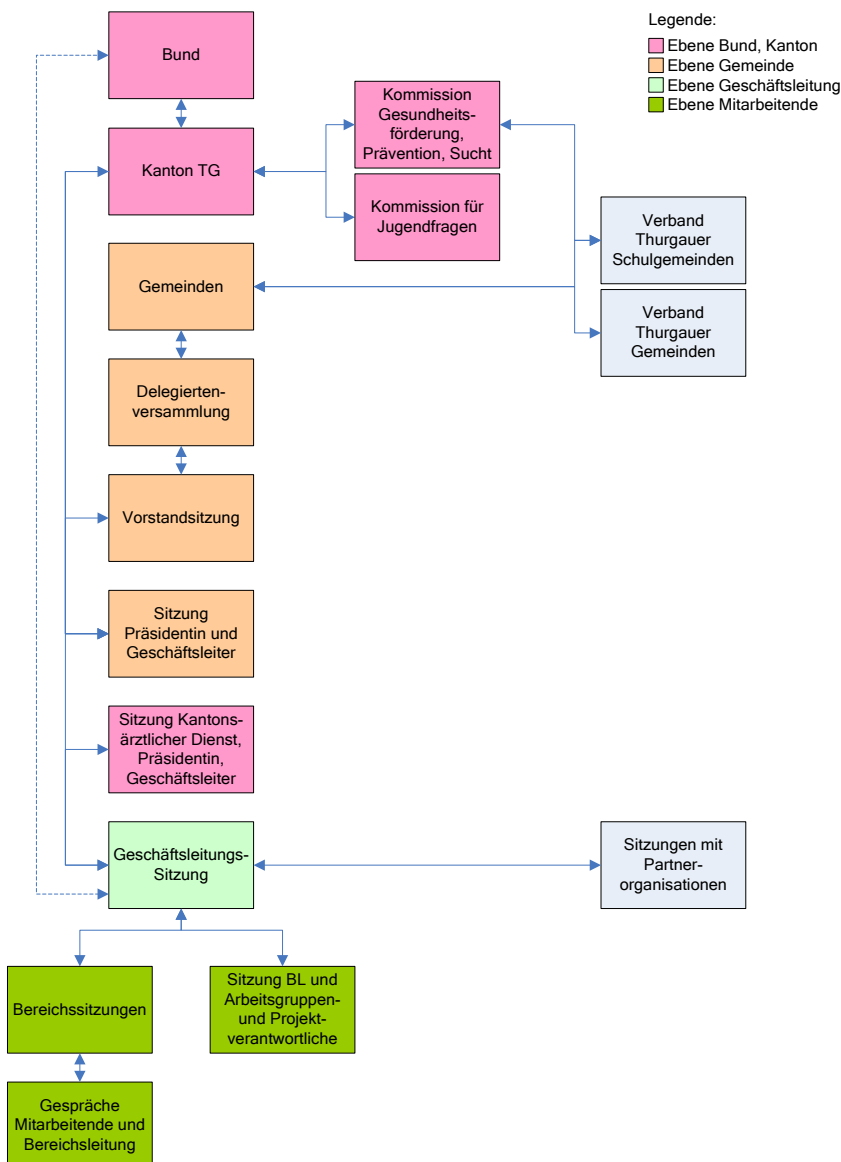 Legende:
Ebene Bund, Kanton
Ebene Gemeinde
Ebene Geschäftsleitung
Ebene Mitarbeitende
Bund
Kommission
Gesundheits-
förderung,
Prävention, Sucht
Kanton TG
Kommission für
Jugendfragen
Verband
Thurgauer
Schulgemeinden
Gemeinden
Verband
Thurgauer
Gemeinden
Delegierten-
versammlung
Vorstandsitzung
Sitzung
Präsidentin und
Geschäftsleiter
Sitzung Kantons-
ärztlicher Dienst,
Präsidentin,
Geschäftsleiter
Geschäftsleitungs-
Sitzung
Sitzungen mit
Partner-
organisationen
Bereichssitzungen
Sitzung BL und
Arbeitsgruppen-
und Projekt-
verantwortliche
Gespräche
Mitarbeitende und
Bereichsleitung